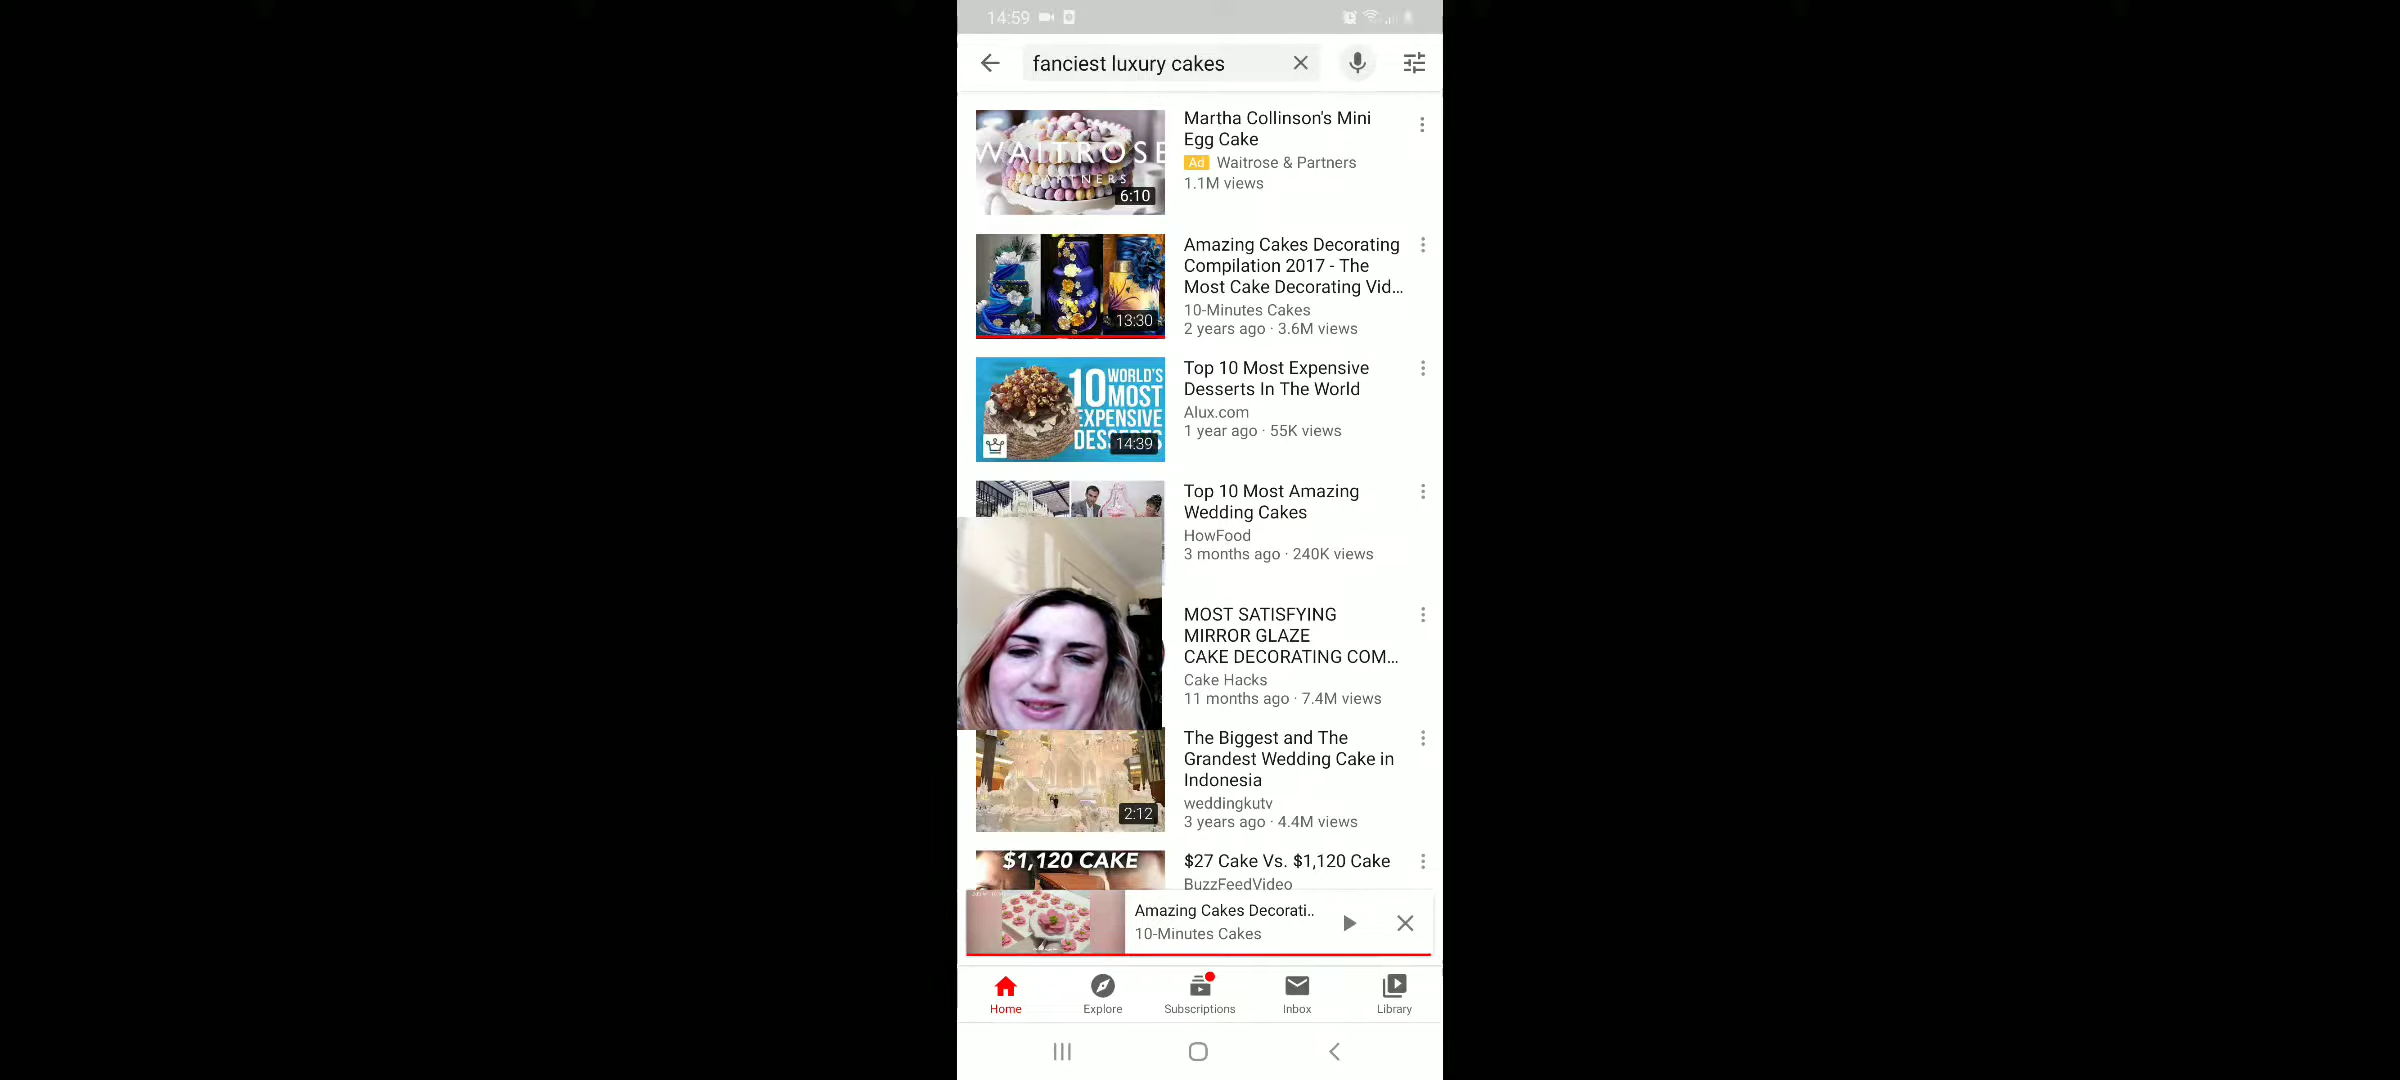 14:59
fanciest luxury cakes
WAITROSE
& PARTNERS
6:10
Martha Collinson's Mini
Egg Cake
Ad Waitrose & Partners
1.1M views
13:30
Amazing Cakes Decorating
Compilation 2017 - The
Most Cake Decorating Vid...
10-Minutes Cakes
2 years ago · 3.6M views
10 WORLD'S
MOST
EXPENSIVE
14:39
Top 10 Most Expensive
Desserts In The World
Alux.com
1 year ago · 55K views
Top 10 Most Amazing
Wedding Cakes
HowFood
3 months ago · 240K views
MOST SATISFYING
MIRROR GLAZE
CAKE DECORATING COM...
Cake Hacks
11 months ago · 7.4M views
2:12
The Biggest and The
Grandest Wedding Cake in
Indonesia
weddingkutv
3 years ago · 4.4M views
$1,120 CAKE
$27 Cake Vs. $1,120 Cake
BuzzFeedVideo
Amazing Cakes Decorati..
10-Minutes Cakes
Home
Explore
Subscriptions
Inbox
Library